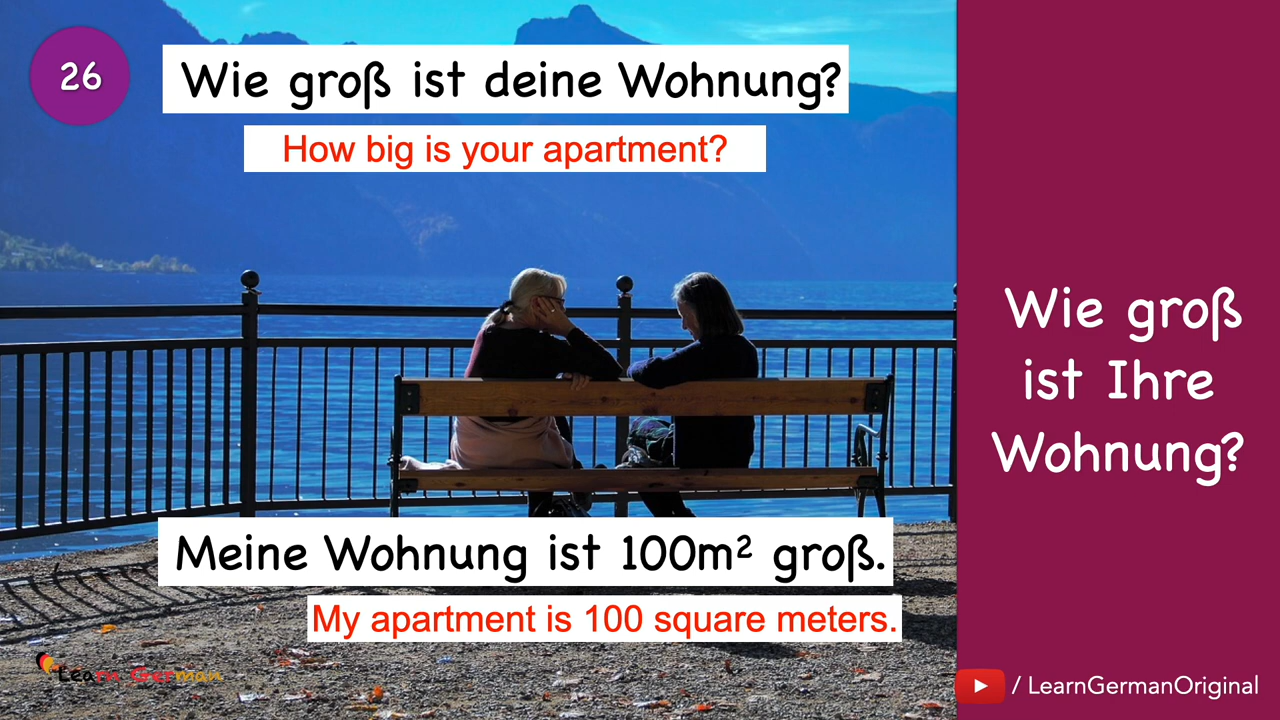 26
Wie groß ist deine Wohnung?
How big is your apartment?
Meine Wohnung ist 100m² groß.
My apartment is 100 square meters.
Learn German
Wie groß
ist Ihre
Wohnung?
/ LearnGermanOriginal